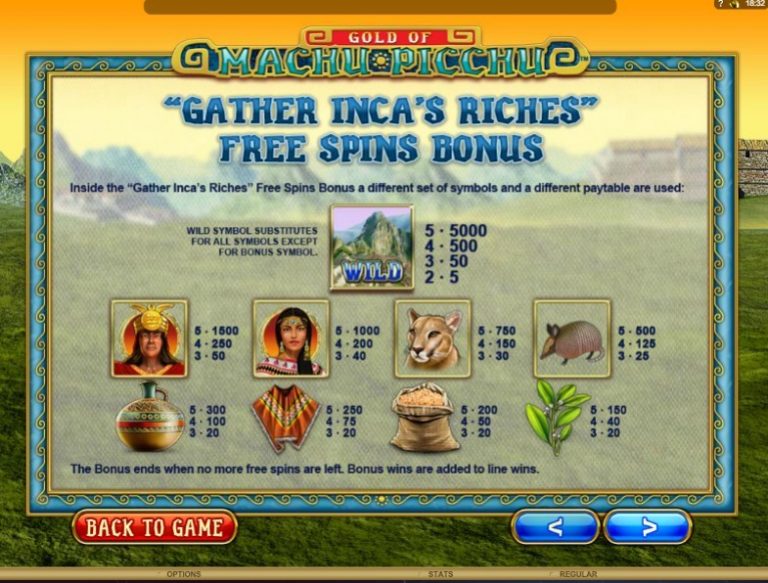 ? 18:32
GOLD OF
MACHU PICCHU™
"GATHER INCA'S RICHES"
FREE SPINS BONUS
Inside the "Gather Inca's Riches" Free Spins Bonus a different set of symbols and a different paytable are used:
WILD SYMBOL SUBSTITUTES
FOR ALL SYMBOLS EXCEPT
FOR BONUS SYMBOL.
WILD
5 · 5000
4 · 500
3 · 50
2 · 5
5 · 1500
4 · 250
3 · 50
5 · 1000
4 · 200
3 · 40
5 · 750
4 · 150
3 · 30
5 · 500
4 · 125
3 · 25
5 · 300
4 · 100
3 · 20
5 · 250
4 · 75
3 · 20
5 · 200
4 · 50
3 · 20
5 · 150
4 · 40
3 · 20
The Bonus ends when no more free spins are left. Bonus wins are added to line wins.
BACK TO GAME
< >
OPTIONS STATS REGULAR